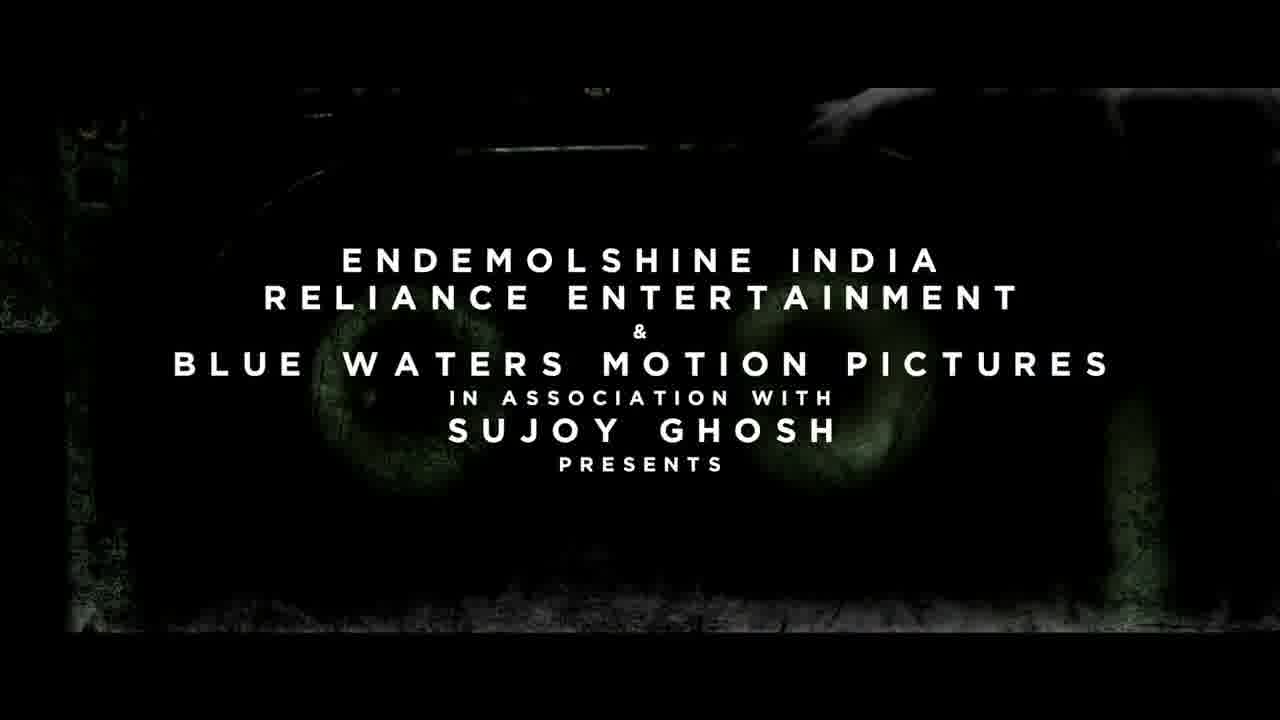 ENDEMOLSHINE INDIA
RELIANCE ENTERTAINMENT
&
BLUE WATERS MOTION PICTURES
IN ASSOCIATION WITH
SUJOY GHOSH
PRESENTS